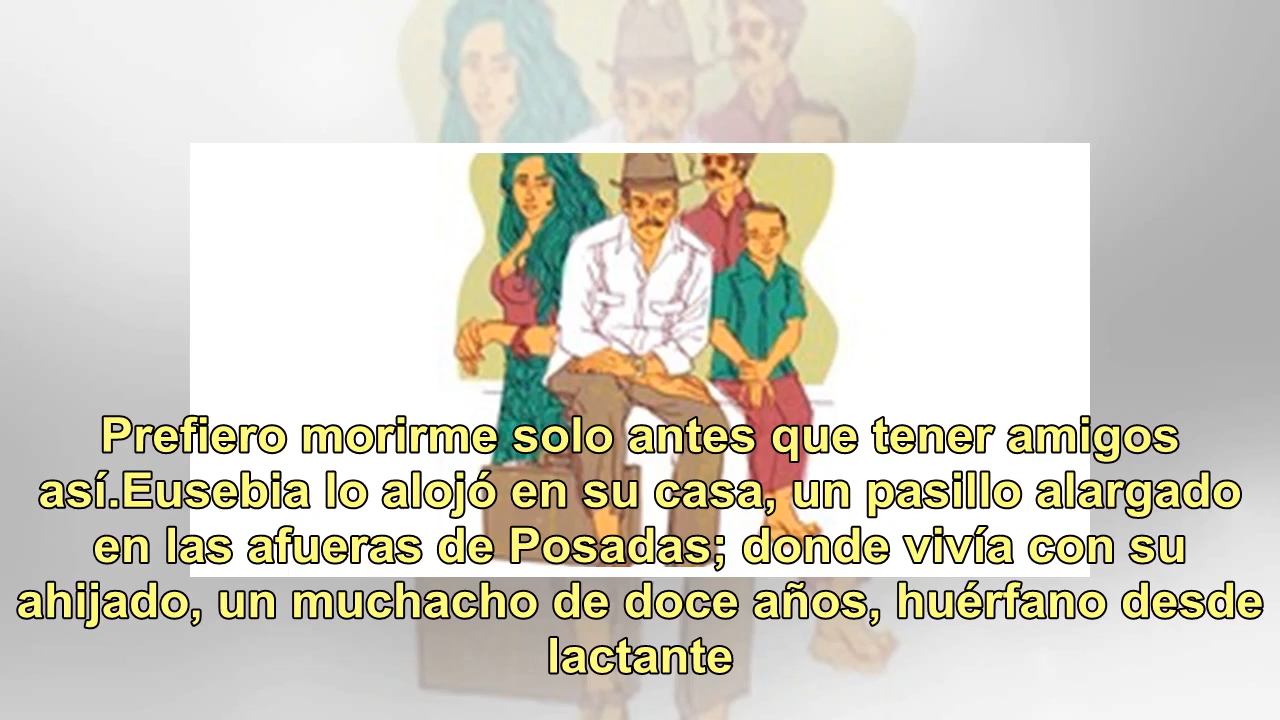 Prefiero morirme solo antes que tener amigos
así.Eusebia lo alojó en su casa, un pasillo alargado
en las afueras de Posadas; donde vivía con su
ahijado, un muchacho de doce años, huérfano desde
lactante